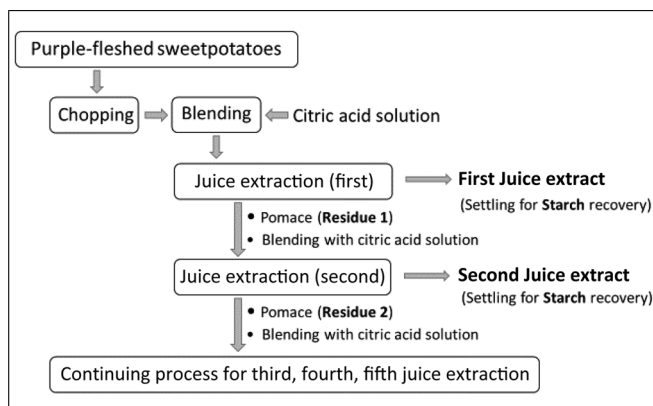 Purple-fleshed sweetpotatoes
Chopping
Blending
Citric acid solution
Juice extraction (first)
First Juice extract
(Settling for Starch recovery)
• Pomace (Residue 1)
• Blending with citric acid solution
Juice extraction (second)
Second Juice extract
(Settling for Starch recovery)
• Pomace (Residue 2)
• Blending with citric acid solution
Continuing process for third, fourth, fifth juice extraction